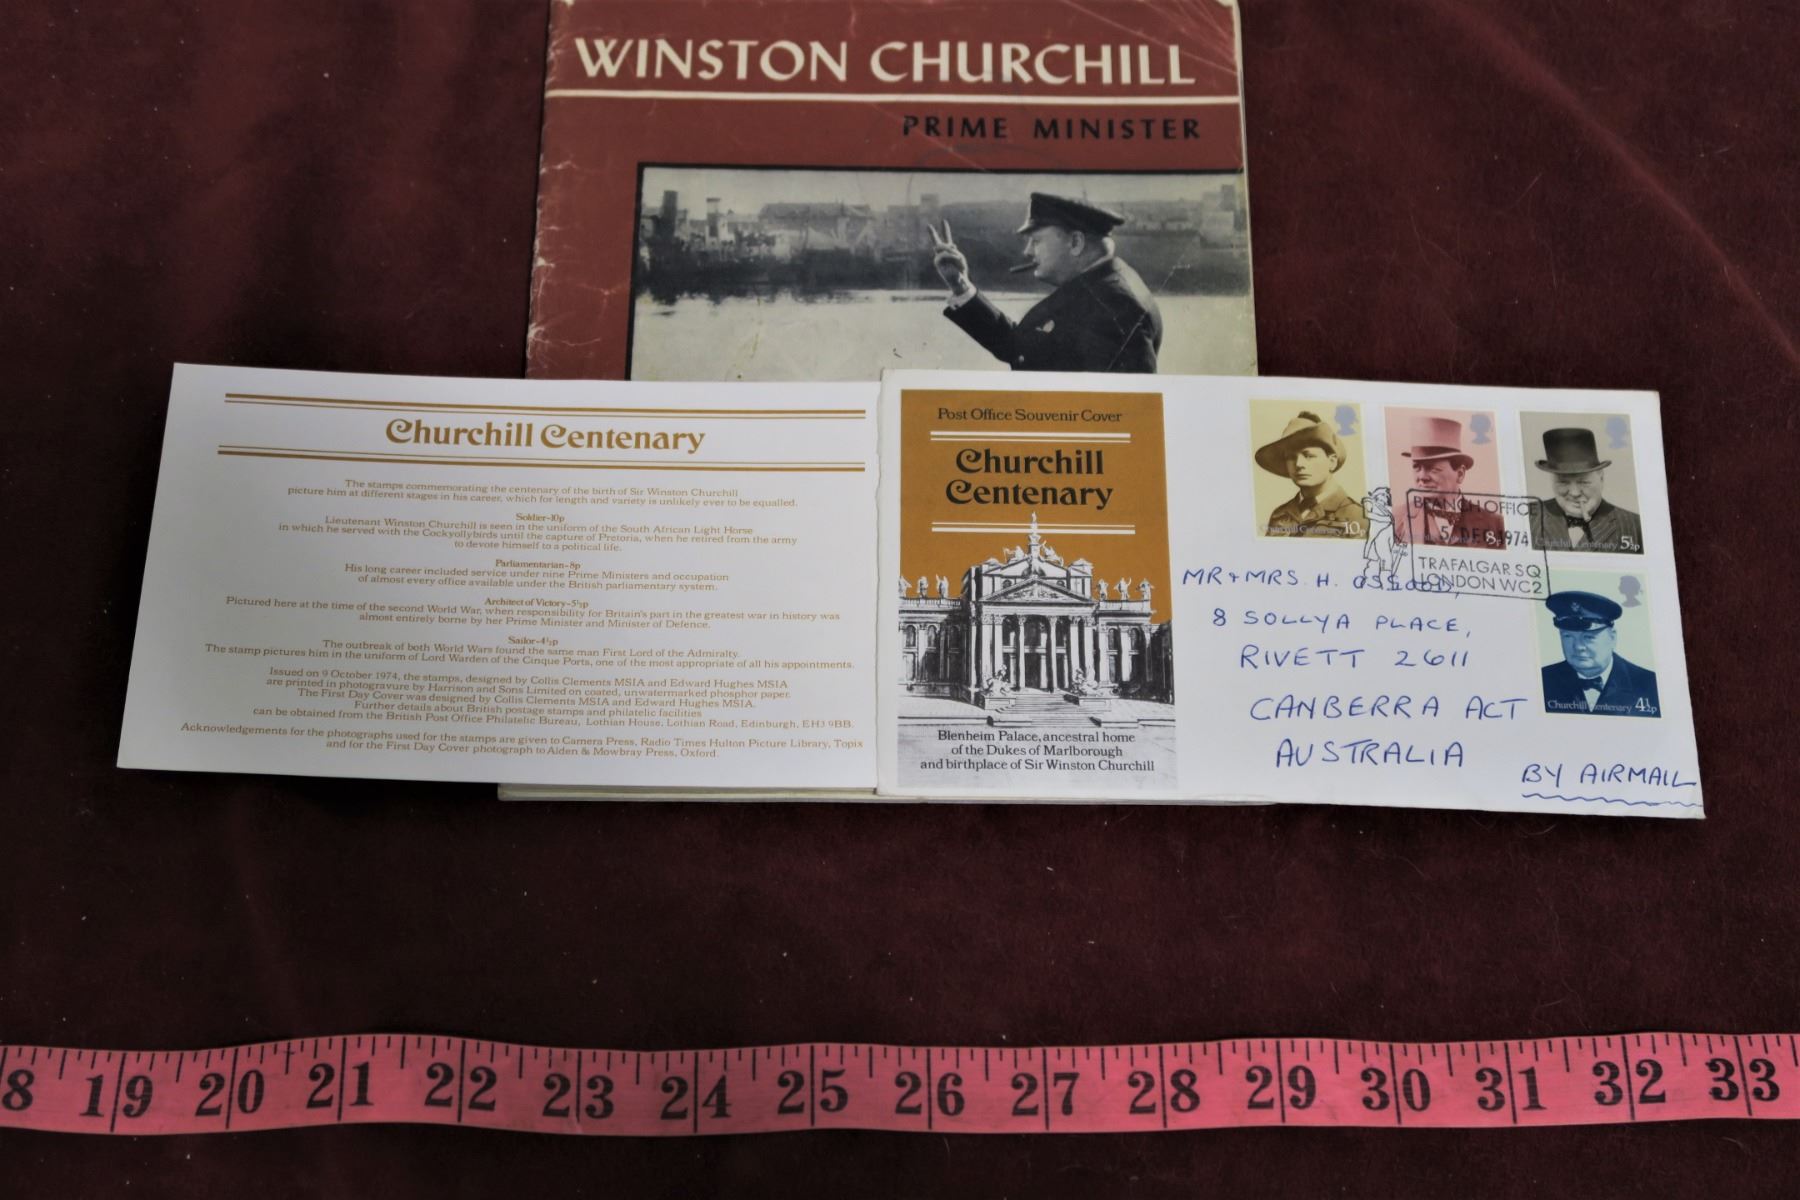 WINSTON CHURCHILL
PRIME MINISTER
Churchill Centenary
The stamps commemorating the centenary of the birth of Sir Winston Churchill
picture him at different stages in his career, which for length and variety is unlikely ever to be equalled.
Soldier-10p
Lieutenant Winston Churchill is seen in the uniform of the South African Light Horse
in which he served with the Cockyollybirds until the capture of Pretoria, when he retired from the army
to devote himself to a political life.
Parliamentarian-8p
His long career included service under nine Prime Ministers and occupation
of almost every office available under the British parliamentary system.
Architect of Victory-5½p
Pictured here at the time of the second World War, when responsibility for Britain's part in the greatest war in history was
almost entirely borne by her Prime Minister and Minister of Defence.
Sailor-4½p
The outbreak of both World Wars found the same man First Lord of the Admiralty.
The stamp pictures him in the uniform of Lord Warden of the Cinque Ports, one of the most appropriate of all his appointments.
Issued on 9 October 1974, the stamps, designed by Collis Clements MSIA and Edward Hughes MSIA
are printed in photogravure by Harrison and Sons Limited on coated, unwatermarked phosphor paper.
The First Day Cover was designed by Collis Clements MSIA and Edward Hughes MSIA.
Further details about British postage stamps and philatelic facilities
can be obtained from the British Post Office Philatelic Bureau, Lothian House, Lothian Road, Edinburgh, EH3 9BB.
Acknowledgements for the photographs used for the stamps are given to Camera Press, Radio Times Hulton Picture Library, Topix
and for the First Day Cover photograph to Aiden & Mowbray Press, Oxford.
Post Office Souvenir Cover
Churchill
Centenary
Blenheim Palace, ancestral home
of the Dukes of Marlborough
and birthplace of Sir Winston Churchill
Churchill Centenary 10p
8p
Churchill Centenary 5½p
Churchill Centenary 4½p
BRANCH OFFICE
5 DEC 1974
TRAFALGAR SQ
LONDON WC2
MR & MRS. H.
8 SOLLYA PLACE,
RIVETT 2611
CANBERRA ACT
AUSTRALIA
BY AIRMAIL
8 19 20 21 22 23 24 25 26 27 28 29 30 31 32 33